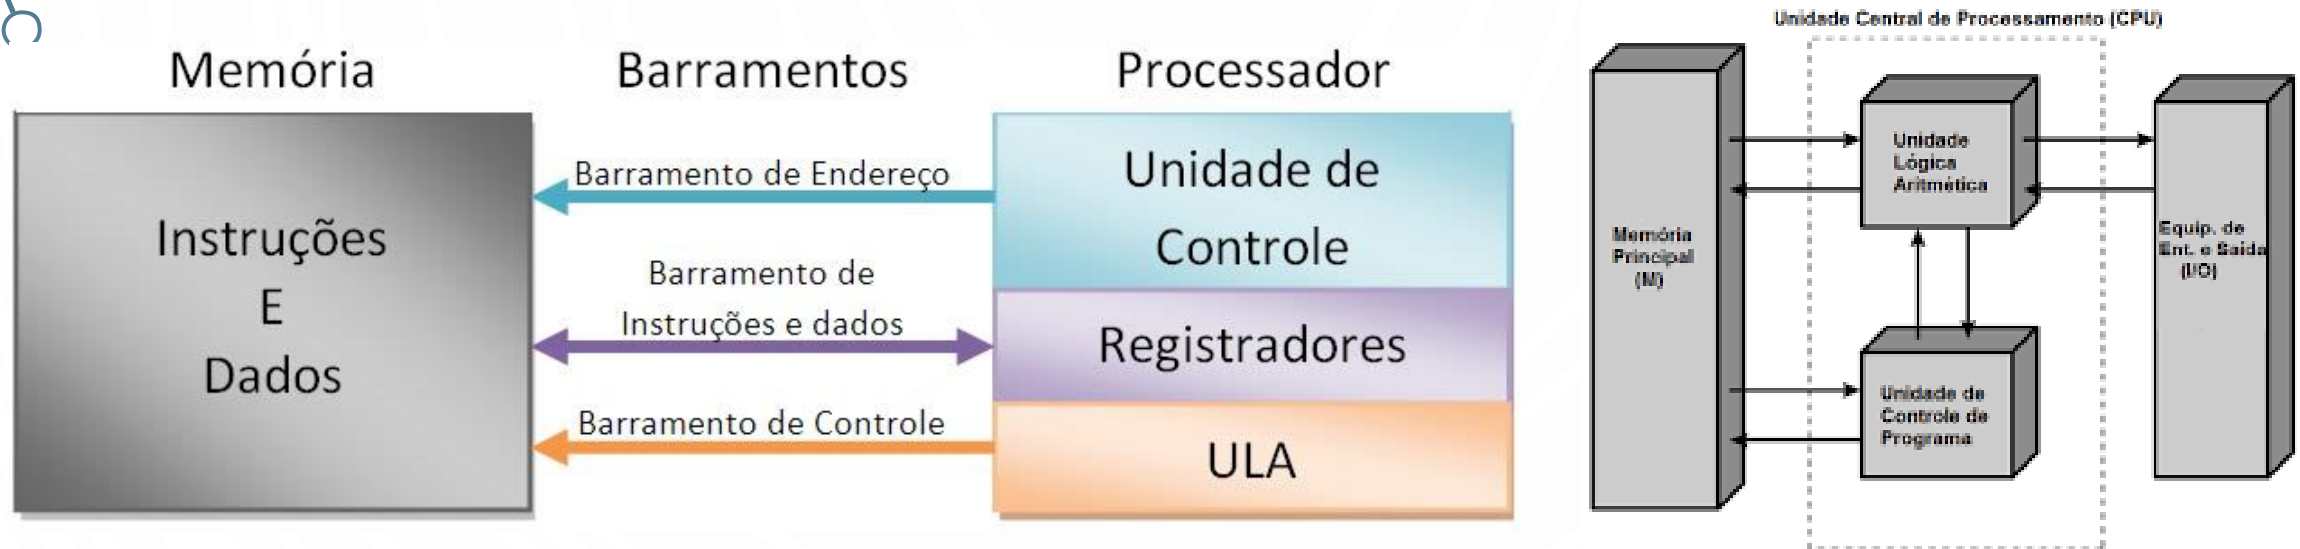 Memória
Barramentos
Processador
Instruções
E
Dados
Barramento de Endereço
Barramento de
Instruções e dados
Barramento de Controle
Unidade de
Controle
Registradores
ULA
Unidade Central de Processamento (CPU)
Memória
Principal
(M)
Unidade
Lógica
Aritmética
Unidade de
Controle de
Programa
Equip. de
Ent. e Saída
(I/O)